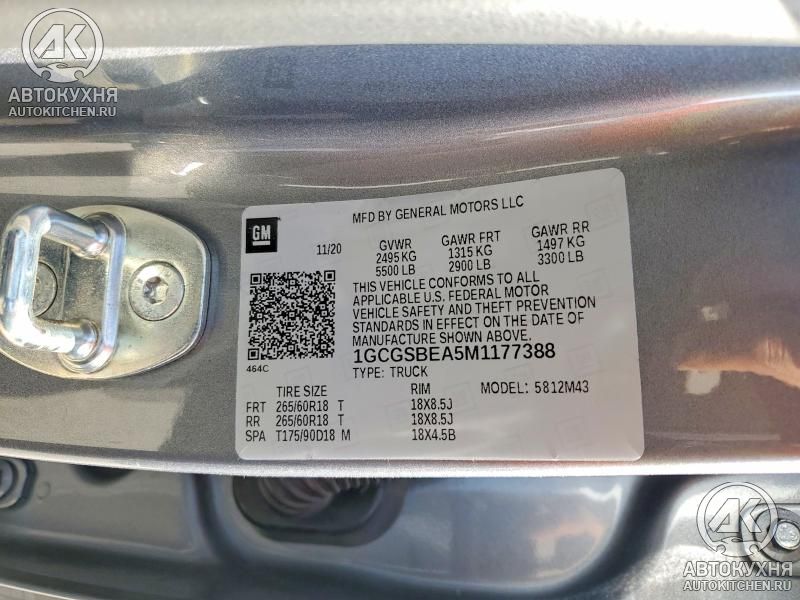 AK
АВТОКУХНЯ
AUTOKITCHEN.RU
MFD BY GENERAL MOTORS LLC
GM
11/20
GVWR GAWR FRT GAWR RR
2495 KG 1315 KG 1497 KG
5500 LB 2900 LB 3300 LB
THIS VEHICLE CONFORMS TO ALL
APPLICABLE U.S. FEDERAL MOTOR
VEHICLE SAFETY AND THEFT PREVENTION
STANDARDS IN EFFECT ON THE DATE OF
MANUFACTURE SHOWN ABOVE.
1GCGSBEA5M1177388
464C
TYPE: TRUCK
TIRE SIZE RIM MODEL: 5812M43
FRT 265/60R18 T 18X8.5J
RR 265/60R18 T 18X8.5J
SPA T175/90D18 M 18X4.5B
AK
АВТОКУХНЯ
AUTOKITCHEN.RU